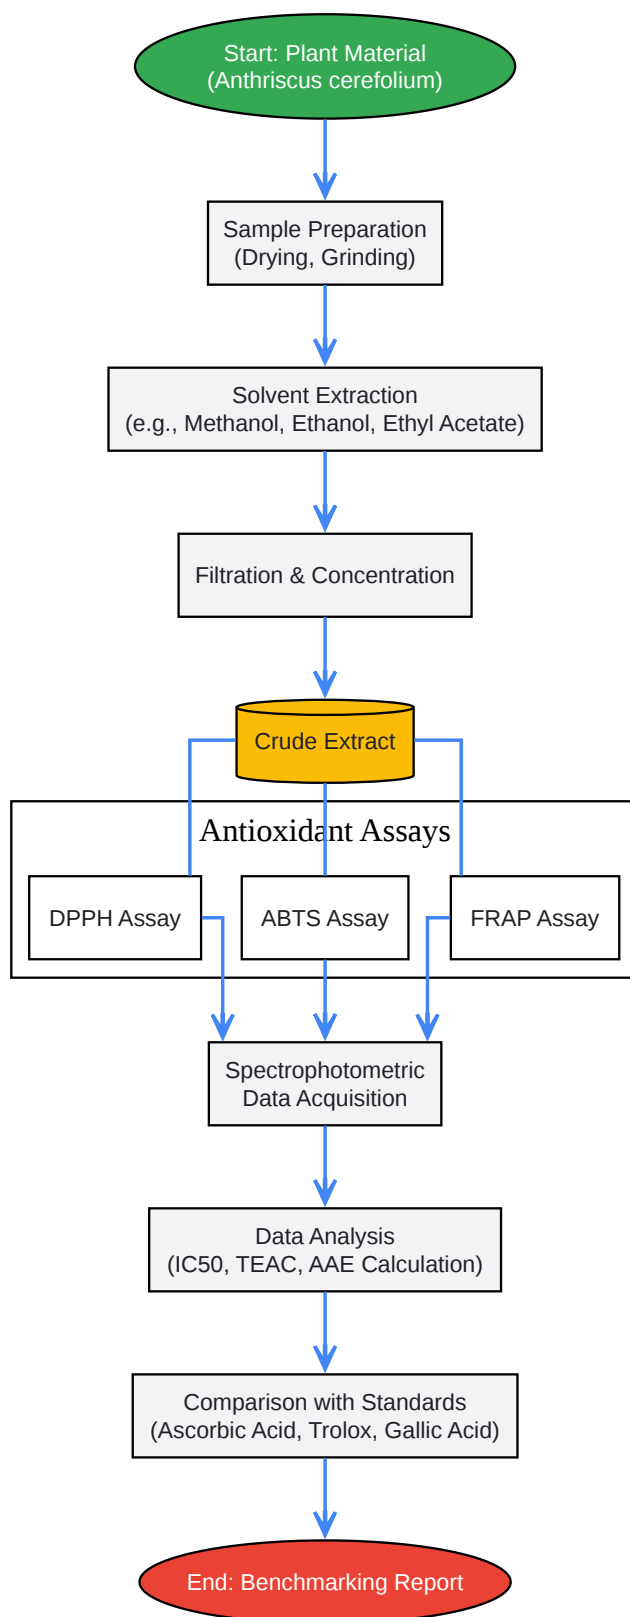 Start: Plant Material
(Anthriscus cerefolium)
Sample Preparation
(Drying, Grinding)
Solvent Extraction
(e.g., Methanol, Ethanol, Ethyl Acetate)
Filtration & Concentration
Crude Extract
Antioxidant Assays
DPPH Assay
ABTS Assay
FRAP Assay
Spectrophotometric
Data Acquisition
Data Analysis
(IC50, TEAC, AAE Calculation)
Comparison with Standards
(Ascorbic Acid, Trolox, Gallic Acid)
End: Benchmarking Report